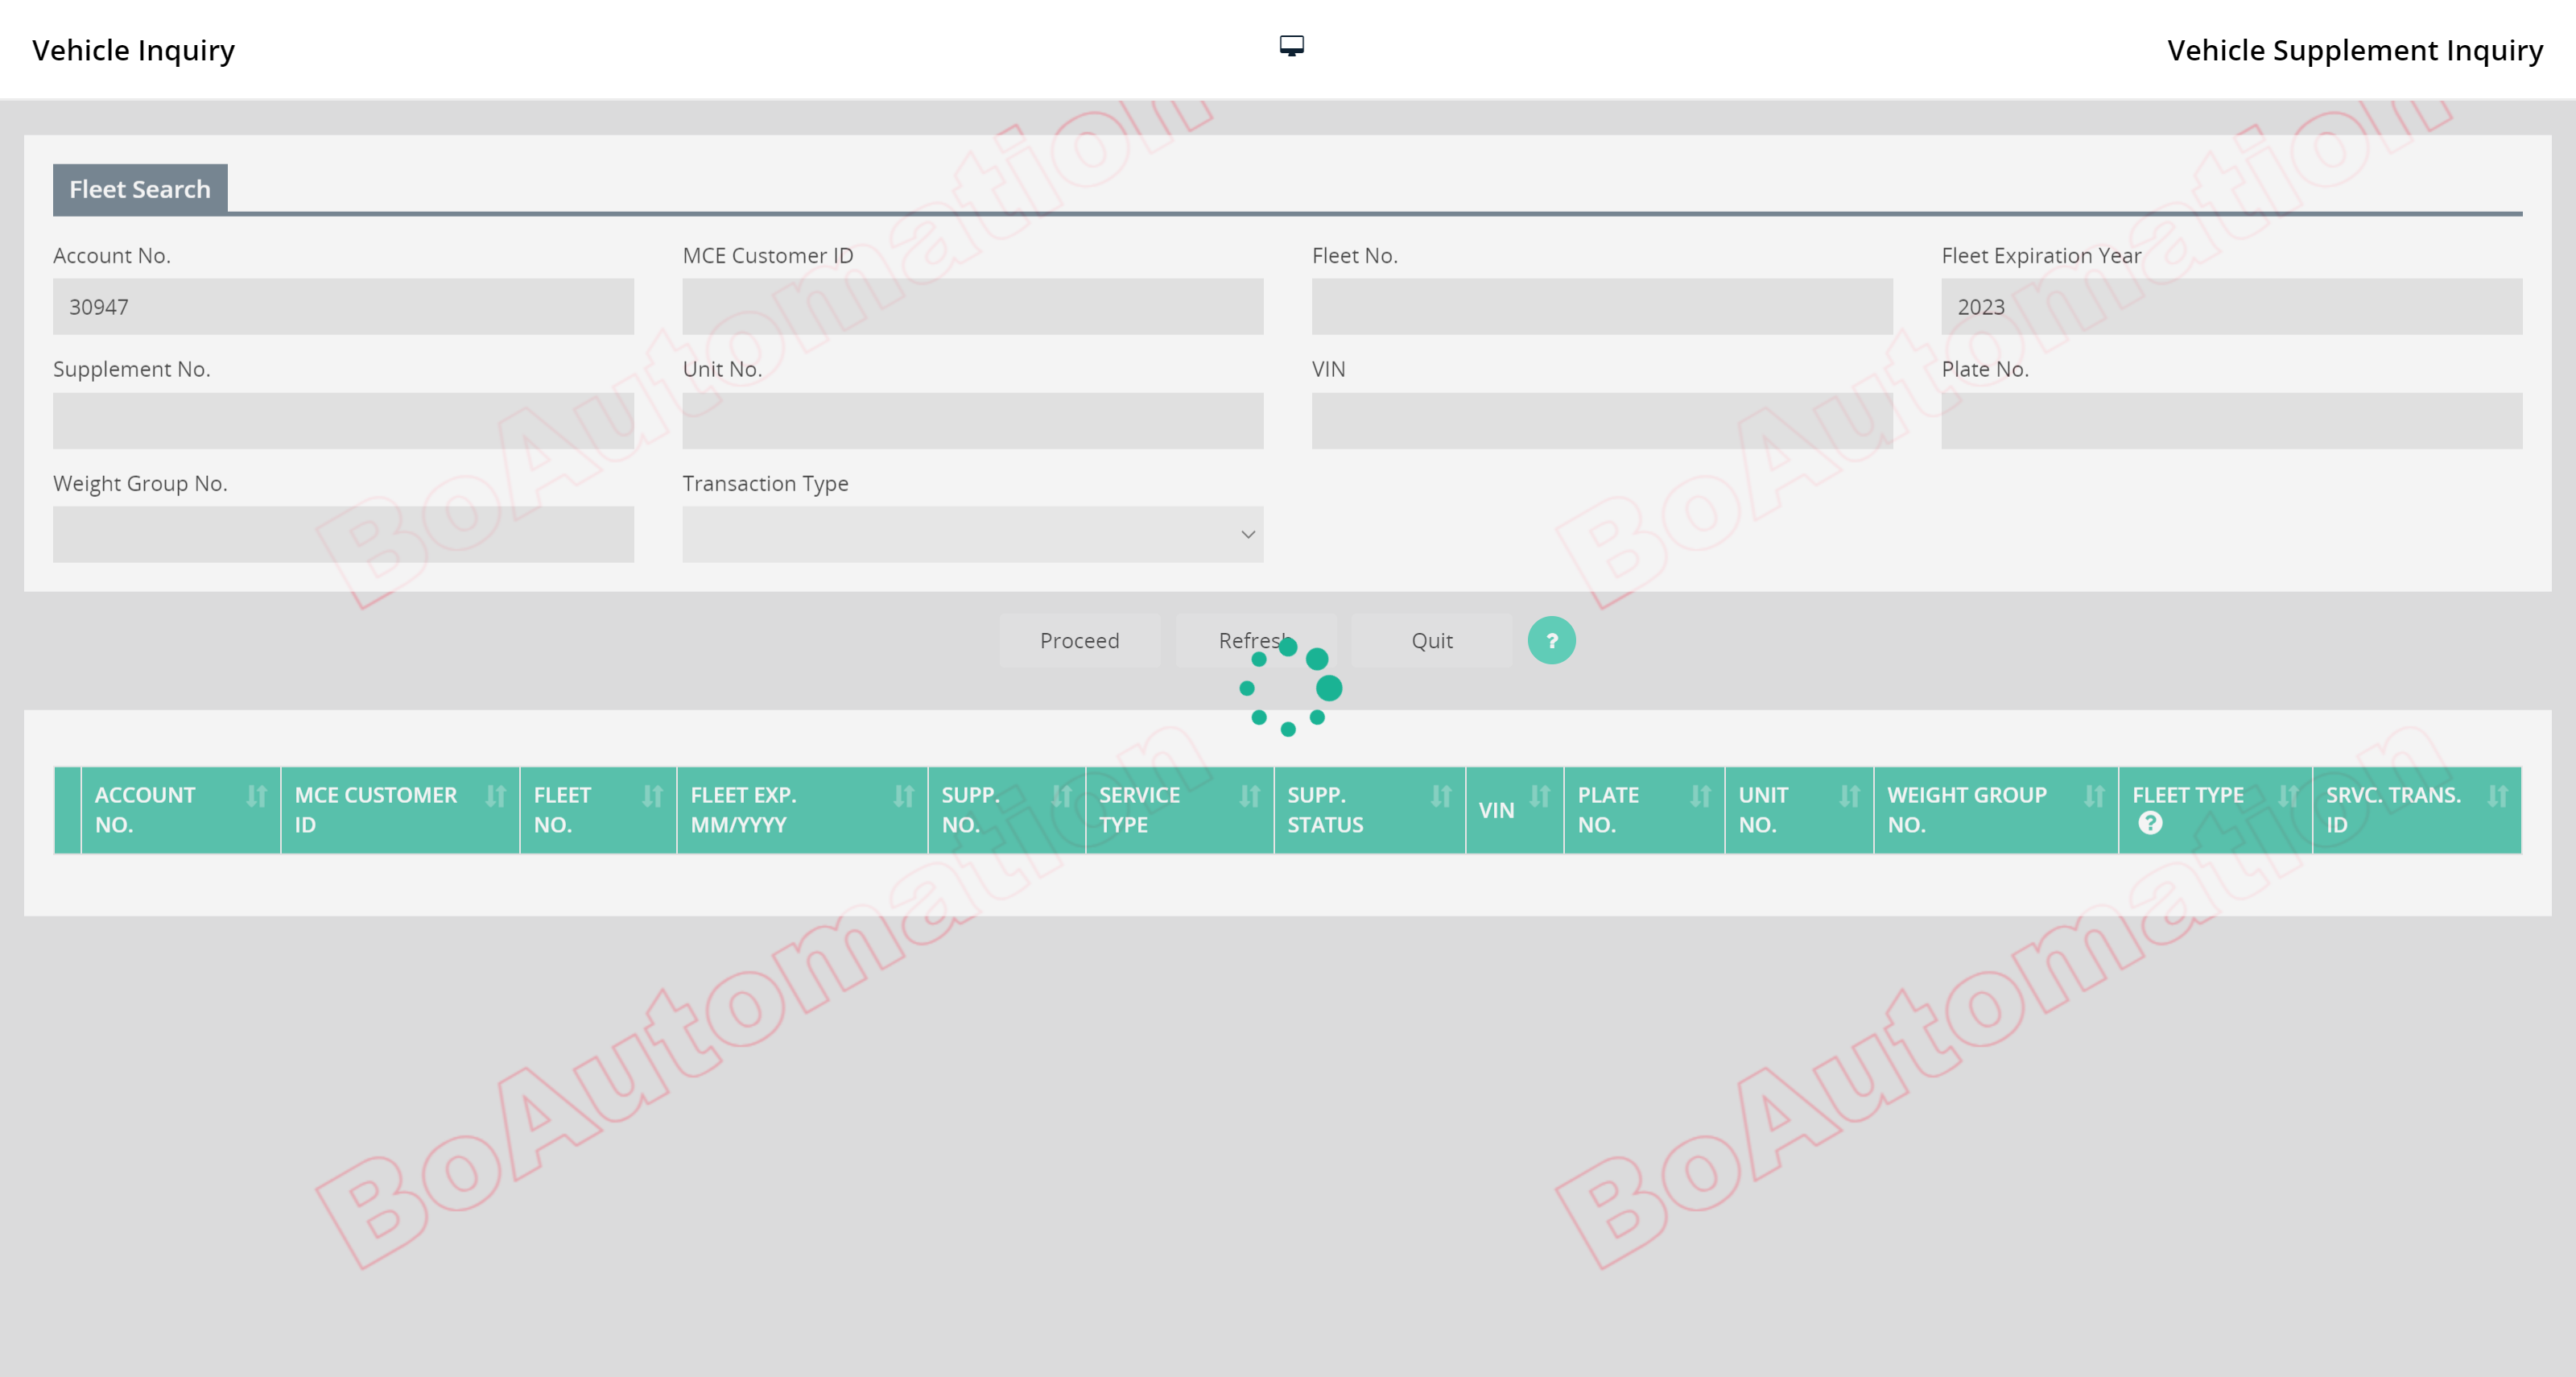 Vehicle Inquiry
Vehicle Supplement Inquiry
Fleet Search
Account No.
MCE Customer ID
Fleet No.
Fleet Expiration Year
30947
2023
Supplement No.
Unit No.
VIN
Plate No.
Weight Group No.
Transaction Type
Proceed
Refresh
Quit
?
ACCOUNT NO.
MCE CUSTOMER ID
FLEET NO.
FLEET EXP. MM/YYYY
SUPP. NO.
SERVICE TYPE
SUPP. STATUS
VIN
PLATE NO.
UNIT NO.
WEIGHT GROUP NO.
FLEET TYPE ?
SRVC. TRANS. ID
BoAutomation
BoAutomation
BoAutomation
BoAutomation